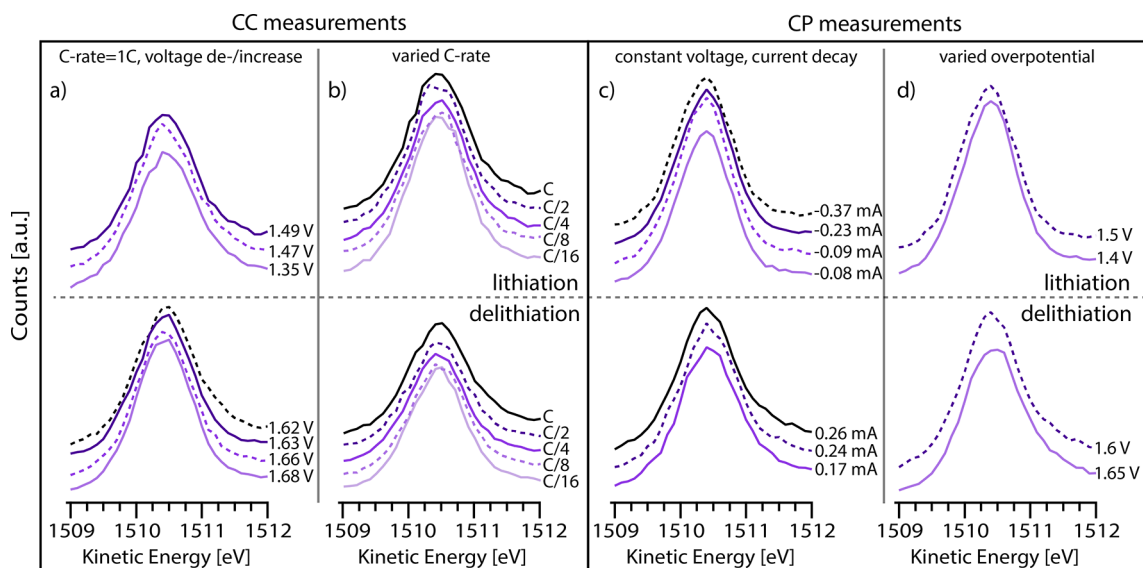 CC measurements
CP measurements
C-rate=1C, voltage de-/increase
varied C-rate
constant voltage, current decay
varied overpotential
a)
b)
c)
d)
Counts [a.u.]
1.49 V
1.47 V
1.35 V
C
C/2
C/4
C/8
C/16
-0.37 mA
-0.23 mA
-0.09 mA
-0.08 mA
1.5 V
1.4 V
lithiation
lithiation
delithiation
delithiation
1.62 V
1.63 V
1.66 V
1.68 V
C
C/2
C/4
C/8
C/16
0.26 mA
0.24 mA
0.17 mA
1.6 V
1.65 V
1509 1510 1511 1512
1509 1510 1511 1512
1509 1510 1511 1512
1509 1510 1511 1512
Kinetic Energy [eV]
Kinetic Energy [eV]
Kinetic Energy [eV]
Kinetic Energy [eV]